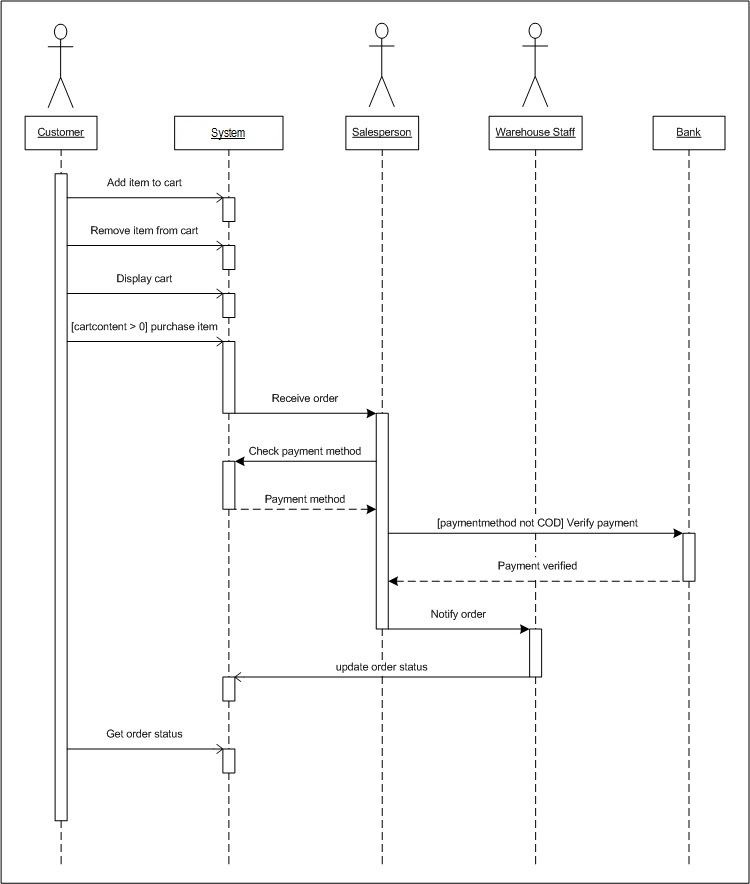 Customer
System
Salesperson
Warehouse Staff
Bank
Add item to cart
Remove item from cart
Display cart
[cartcontent > 0] purchase item
Receive order
Check payment method
Payment method
[paymentmethod not COD] Verify payment
Payment verified
Notify order
update order status
Get order status